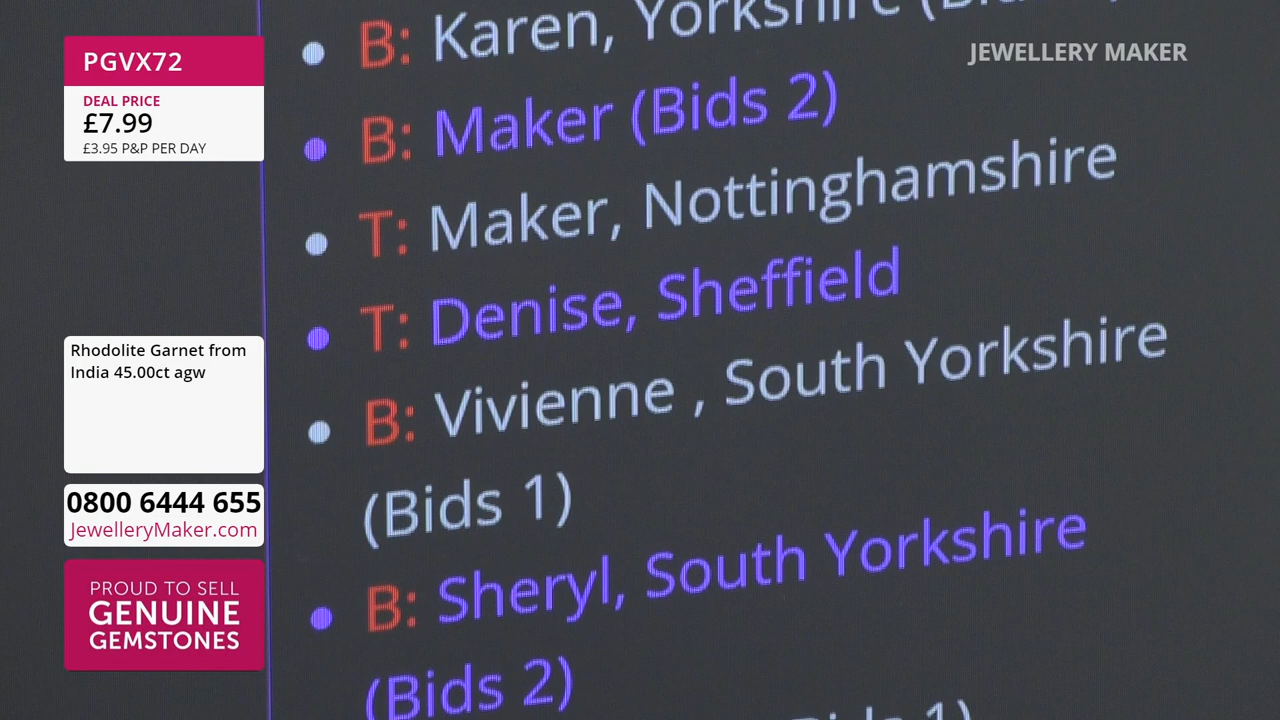 PGVX72
DEAL PRICE
£7.99
£3.95 P&P PER DAY
Rhodolite Garnet from
India 45.00ct agw
0800 6444 655
JewelleryMaker.com
PROUD TO SELL
GENUINE
GEMSTONES
JEWELLERY MAKER
B: Karen, Yorkshire
B: Maker (Bids 2)
T: Maker, Nottinghamshire
T: Denise, Sheffield
B: Vivienne , South Yorkshire
(Bids 1)
B: Sheryl, South Yorkshire
(Bids 2)